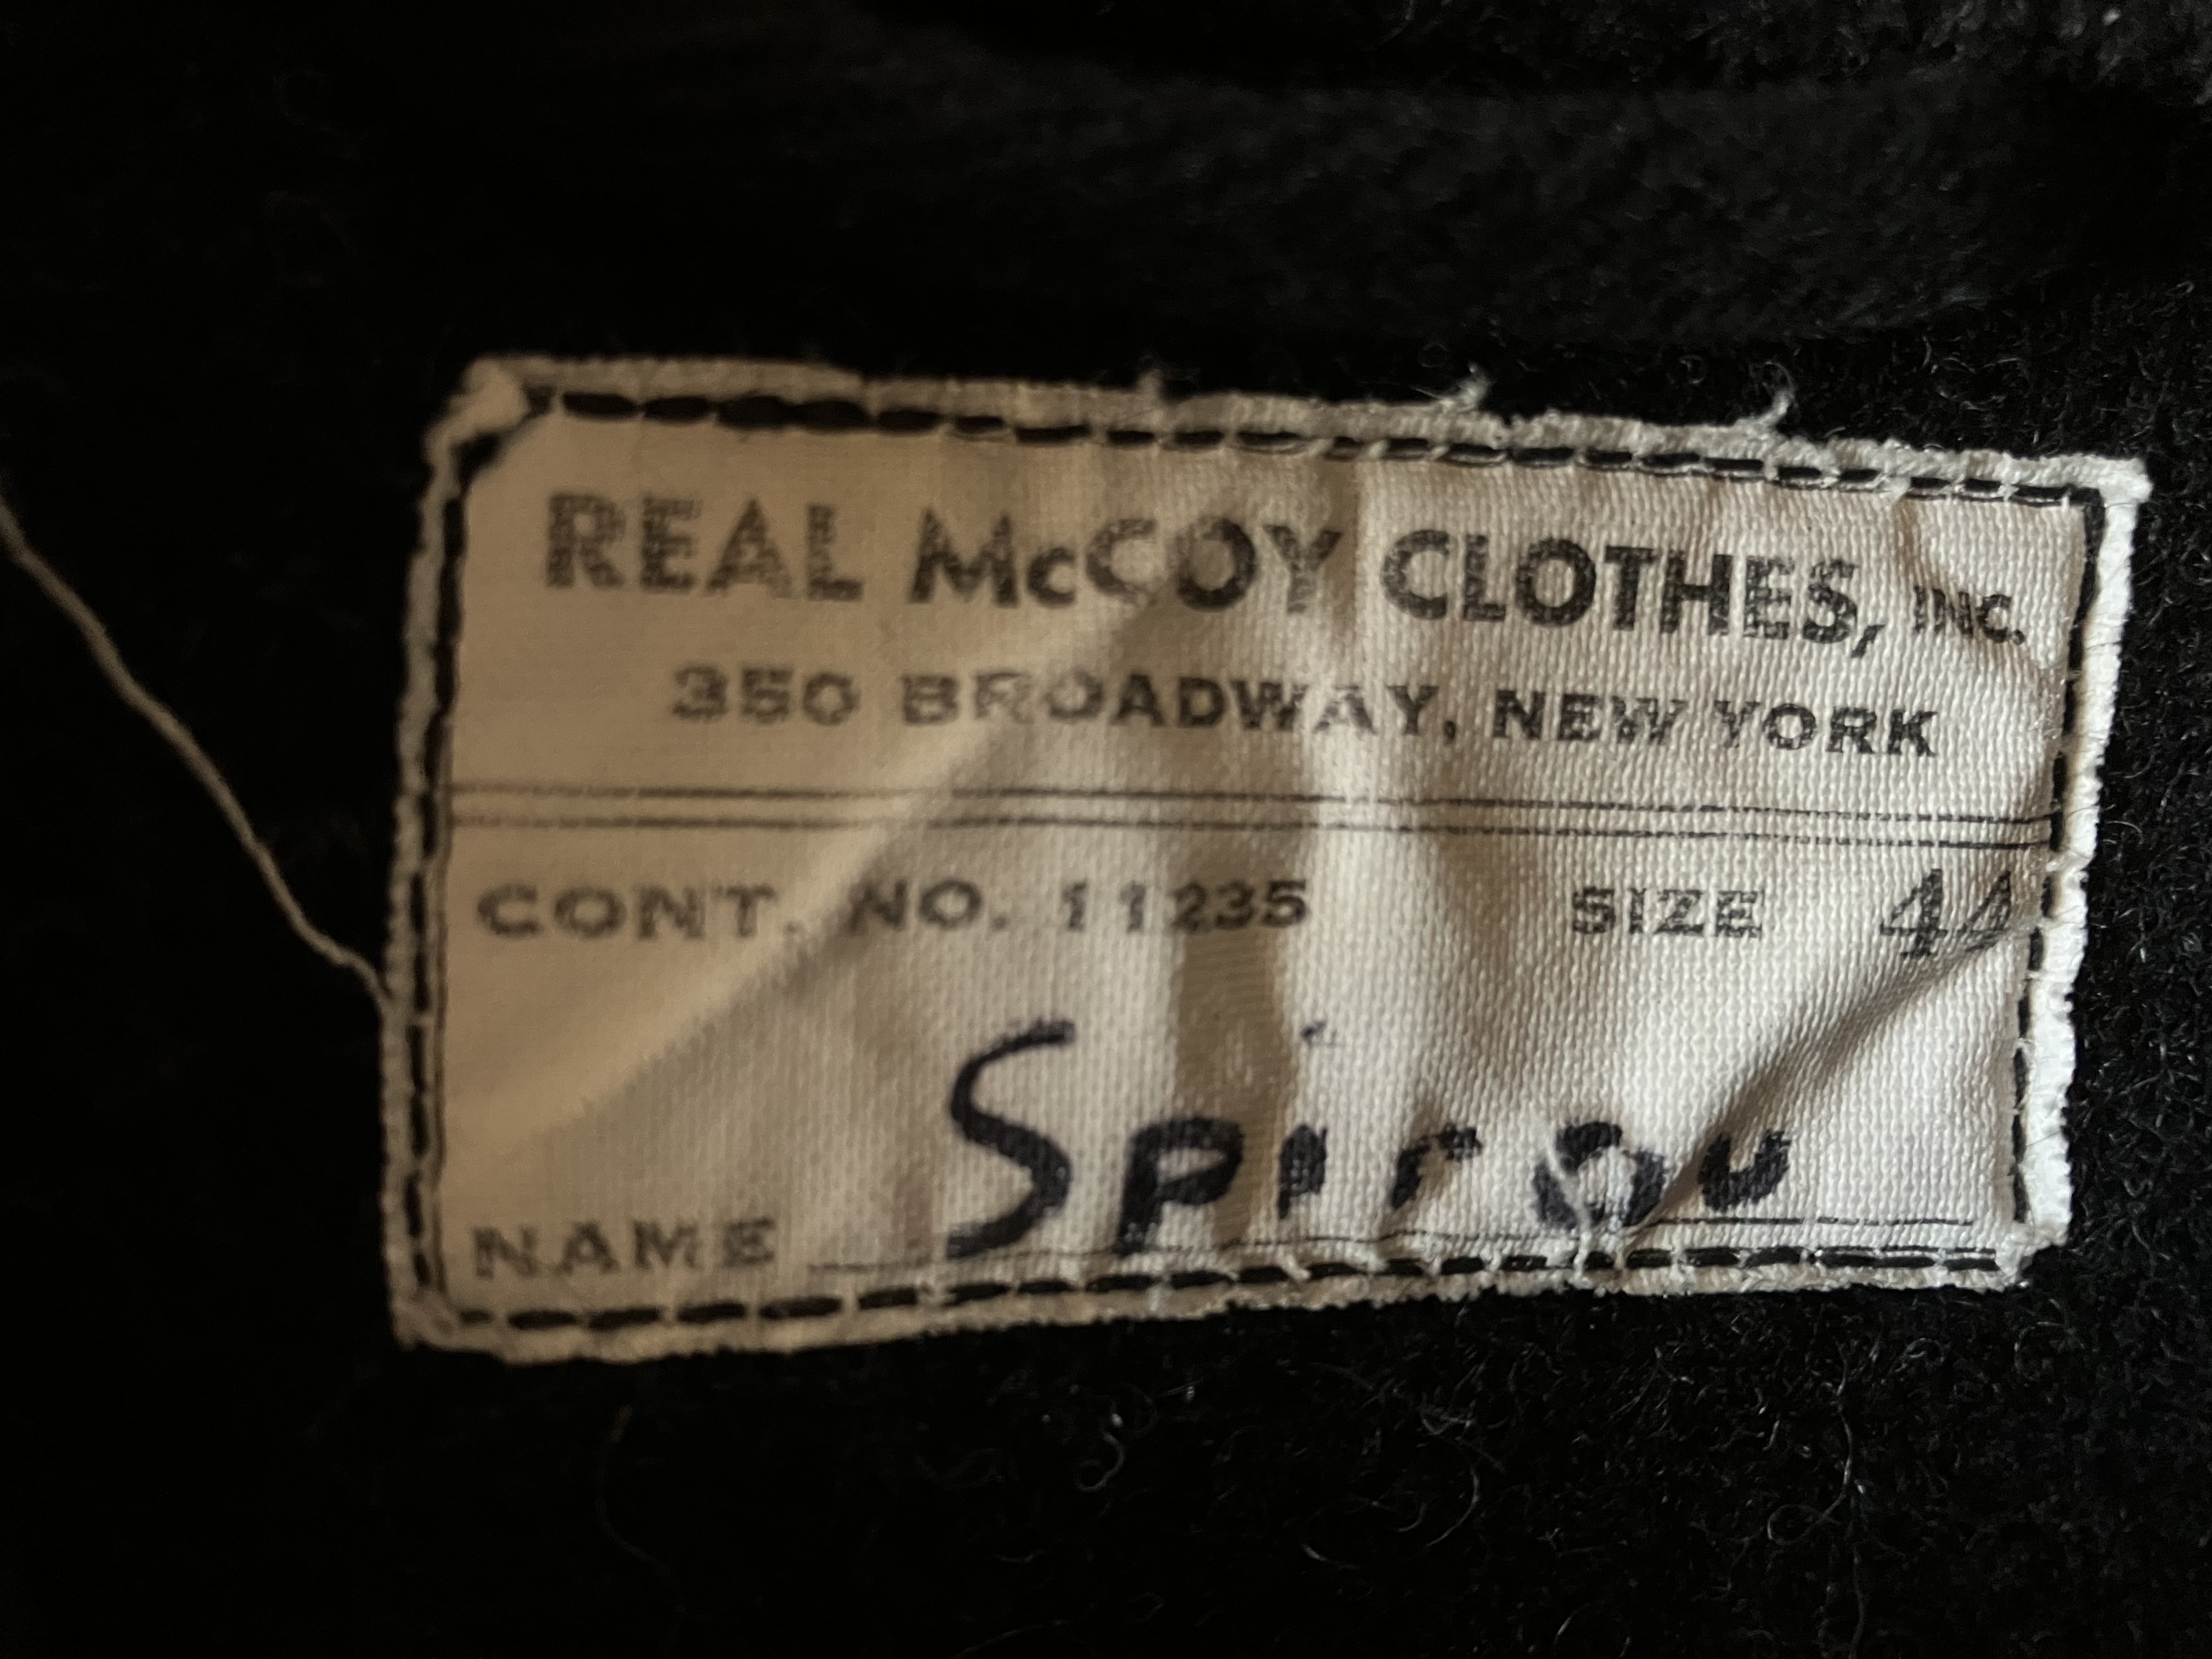 REAL McCOY CLOTHES, INC.
350 BROADWAY, NEW YORK
CONT. NO. 11235 SIZE 44
NAME Spirou